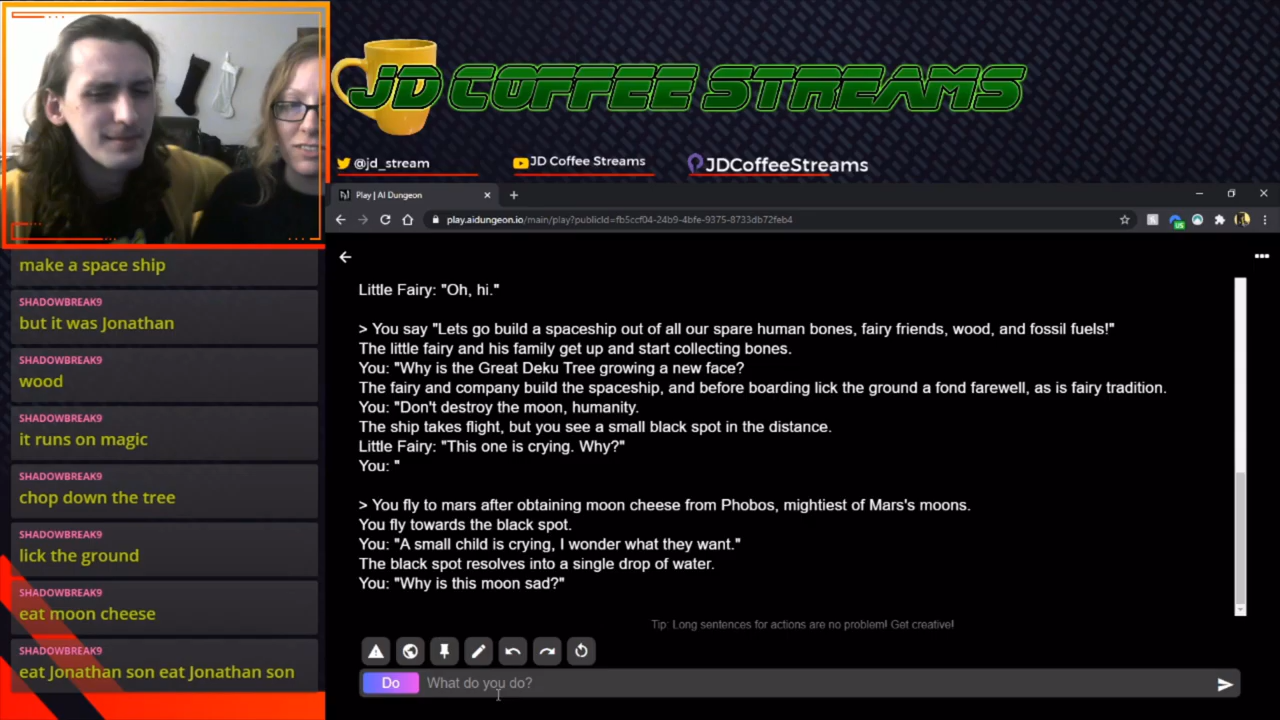 JD COFFEE STREAMS
@jd_stream
JD Coffee Streams
JDCoffeeStreams
Play | AI Dungeon
play.aidungeon.io/main/play?publicId=fb5ccf04-24b9-4bfe-9375-8733db72feb4
US
make a space ship
SHADOWBREAK9
but it was Jonathan
SHADOWBREAK9
wood
SHADOWBREAK9
it runs on magic
SHADOWBREAK9
chop down the tree
SHADOWBREAK9
lick the ground
SHADOWBREAK9
eat moon cheese
SHADOWBREAK9
eat Jonathan son eat Jonathan son
Little Fairy: "Oh, hi."
> You say "Lets go build a spaceship out of all our spare human bones, fairy friends, wood, and fossil fuels!"
The little fairy and his family get up and start collecting bones.
You: "Why is the Great Deku Tree growing a new face?
The fairy and company build the spaceship, and before boarding lick the ground a fond farewell, as is fairy tradition.
You: "Don't destroy the moon, humanity.
The ship takes flight, but you see a small black spot in the distance.
Little Fairy: "This one is crying. Why?"
You: "
> You fly to mars after obtaining moon cheese from Phobos, mightiest of Mars's moons.
You fly towards the black spot.
You: "A small child is crying, I wonder what they want."
The black spot resolves into a single drop of water.
You: "Why is this moon sad?"
Tip: Long sentences for actions are no problem! Get creative!
Do
What do you do?